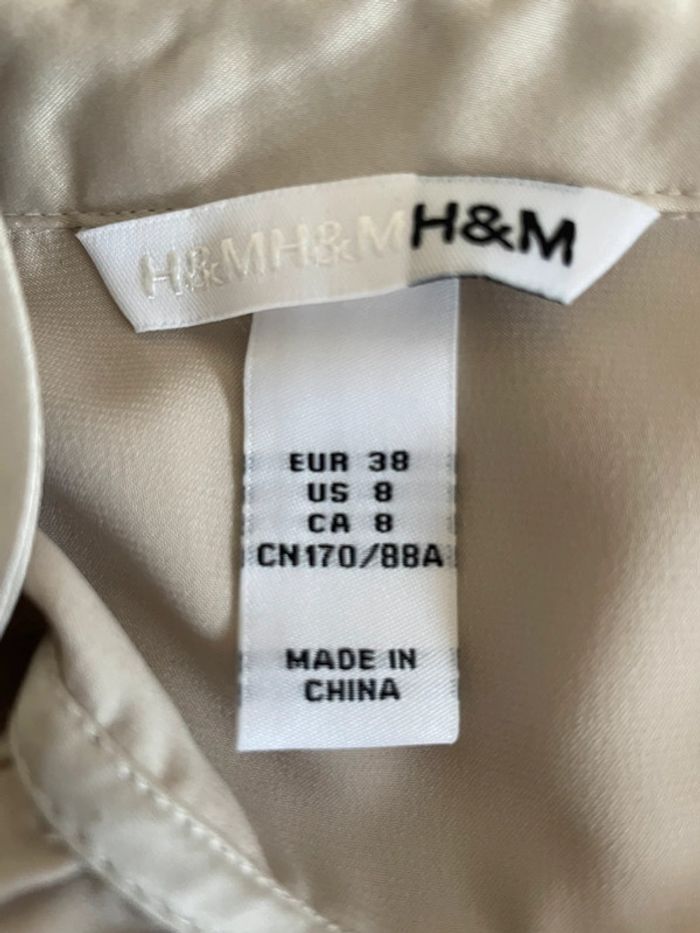 H&MH&MH&M
EUR 38
US 8
CA 8
CN170/88A
MADE IN
CHINA